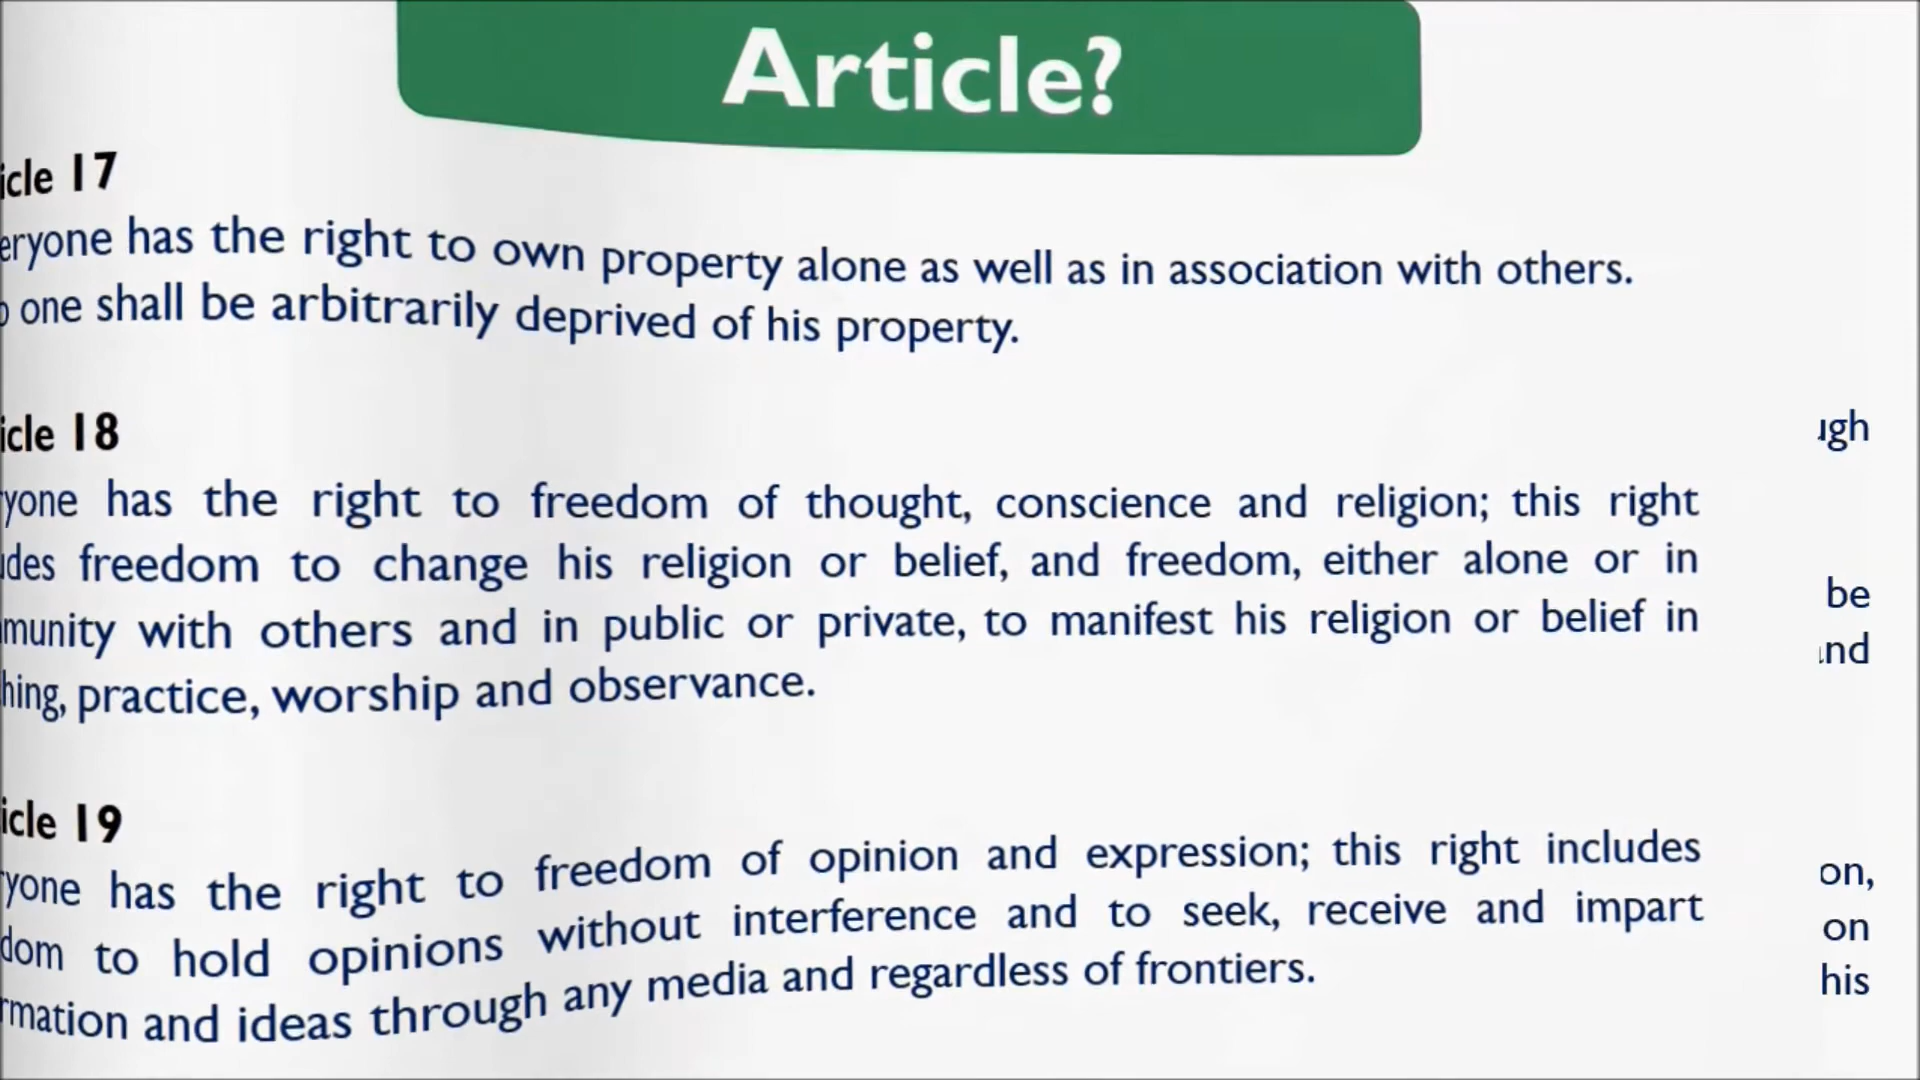 Article?
icle 17
eryone has the right to own property alone as well as in association with others.
o one shall be arbitrarily deprived of his property.
icle 18
yone has the right to freedom of thought, conscience and religion; this right
udes freedom to change his religion or belief, and freedom, either alone or in
munity with others and in public or private, to manifest his religion or belief in
hing, practice, worship and observance.
icle 19
yone has the right to freedom of opinion and expression; this right includes
dom to hold opinions without interference and to seek, receive and impart
rmation and ideas through any media and regardless of frontiers.
ugh
be
and
on,
on
his